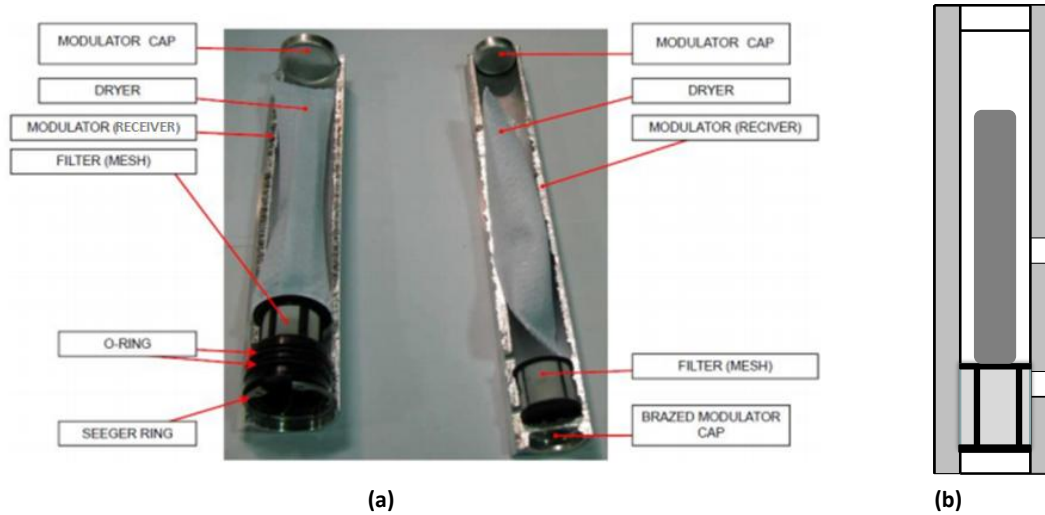 MODULATOR CAP
DRYER
MODULATOR (RECEIVER)
FILTER (MESH)
O-RING
SEEGER RING
MODULATOR CAP
DRYER
MODULATOR (RECIVER)
FILTER (MESH)
BRAZED MODULATOR
CAP
(a)
(b)